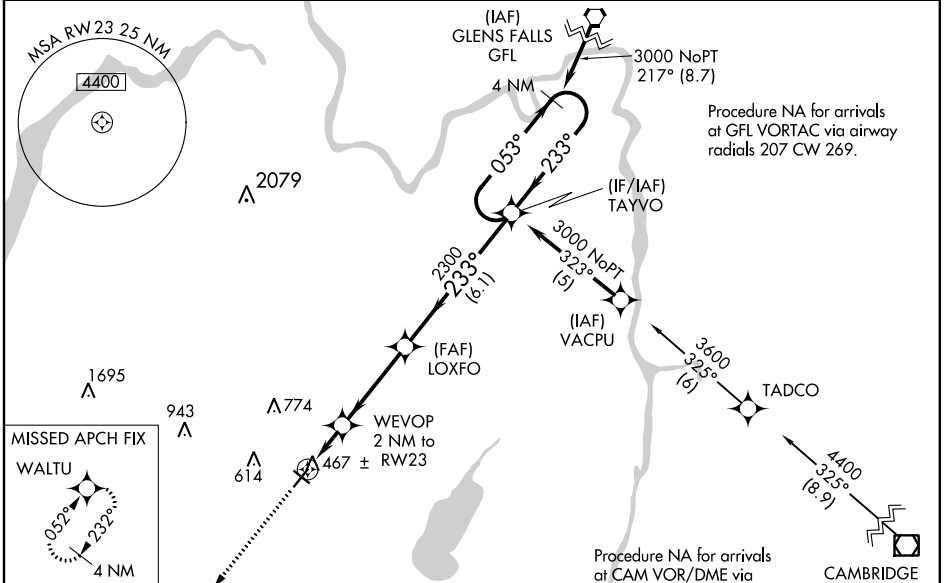 MSA RW23 25 NM
4400
(IAF)
GLENS FALLS
GFL
3000 NoPT
217° (8.7)
4 NM
Procedure NA for arrivals
at GFL VORTAC via airway
radials 207 CW 269.
2079
053°
233°
(IF/IAF)
TAYVO
3000 NoPT
323°
(5)
2300
233°
(6.1)
(IAF)
VACPU
(FAF)
LOXFO
3600
325°
(6)
TADCO
1695
943
774
WEVOP
2 NM to
RW23
614
467 ±
4400
325°
(8.9)
MISSED APCH FIX
WALTU
052°
232°
4 NM
Procedure NA for arrivals
at CAM VOR/DME via
CAMBRIDGE